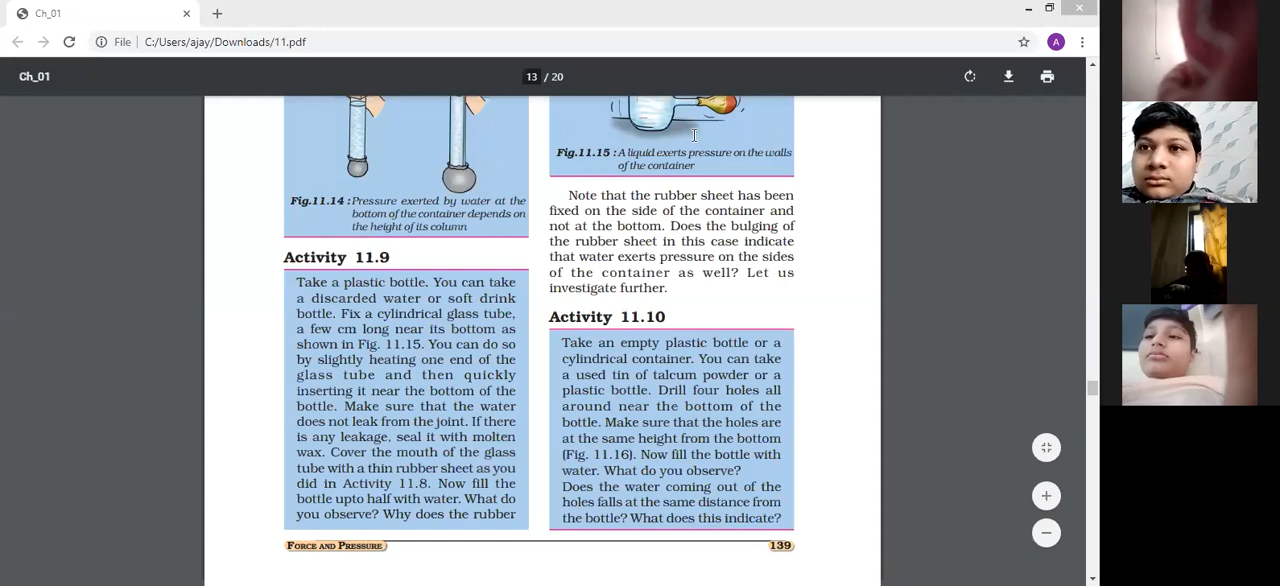 Ch_01
File
C:/Users/ajay/Downloads/11.pdf
A
Ch_01
13 / 20
Fig.11.14 : Pressure exerted by water at the
bottom of the container depends on
the height of its column
Activity 11.9
Take a plastic bottle. You can take
a discarded water or soft drink
bottle. Fix a cylindrical glass tube,
a few cm long near its bottom as
shown in Fig. 11.15. You can do so
by slightly heating one end of the
glass tube and then quickly
inserting it near the bottom of the
bottle. Make sure that the water
does not leak from the joint. If there
is any leakage, seal it with molten
wax. Cover the mouth of the glass
tube with a thin rubber sheet as you
did in Activity 11.8. Now fill the
bottle upto half with water. What do
you observe? Why does the rubber
Fig.11.15 : A liquid exerts pressure on the walls
of the container
Note that the rubber sheet has been
fixed on the side of the container and
not at the bottom. Does the bulging of
the rubber sheet in this case indicate
that water exerts pressure on the sides
of the container as well? Let us
investigate further.
Activity 11.10
Take an empty plastic bottle or a
cylindrical container. You can take
a used tin of talcum powder or a
plastic bottle. Drill four holes all
around near the bottom of the
bottle. Make sure that the holes are
at the same height from the bottom
(Fig. 11.16). Now fill the bottle with
water. What do you observe?
Does the water coming out of the
holes falls at the same distance from
the bottle? What does this indicate?
FORCE AND PRESSURE
139